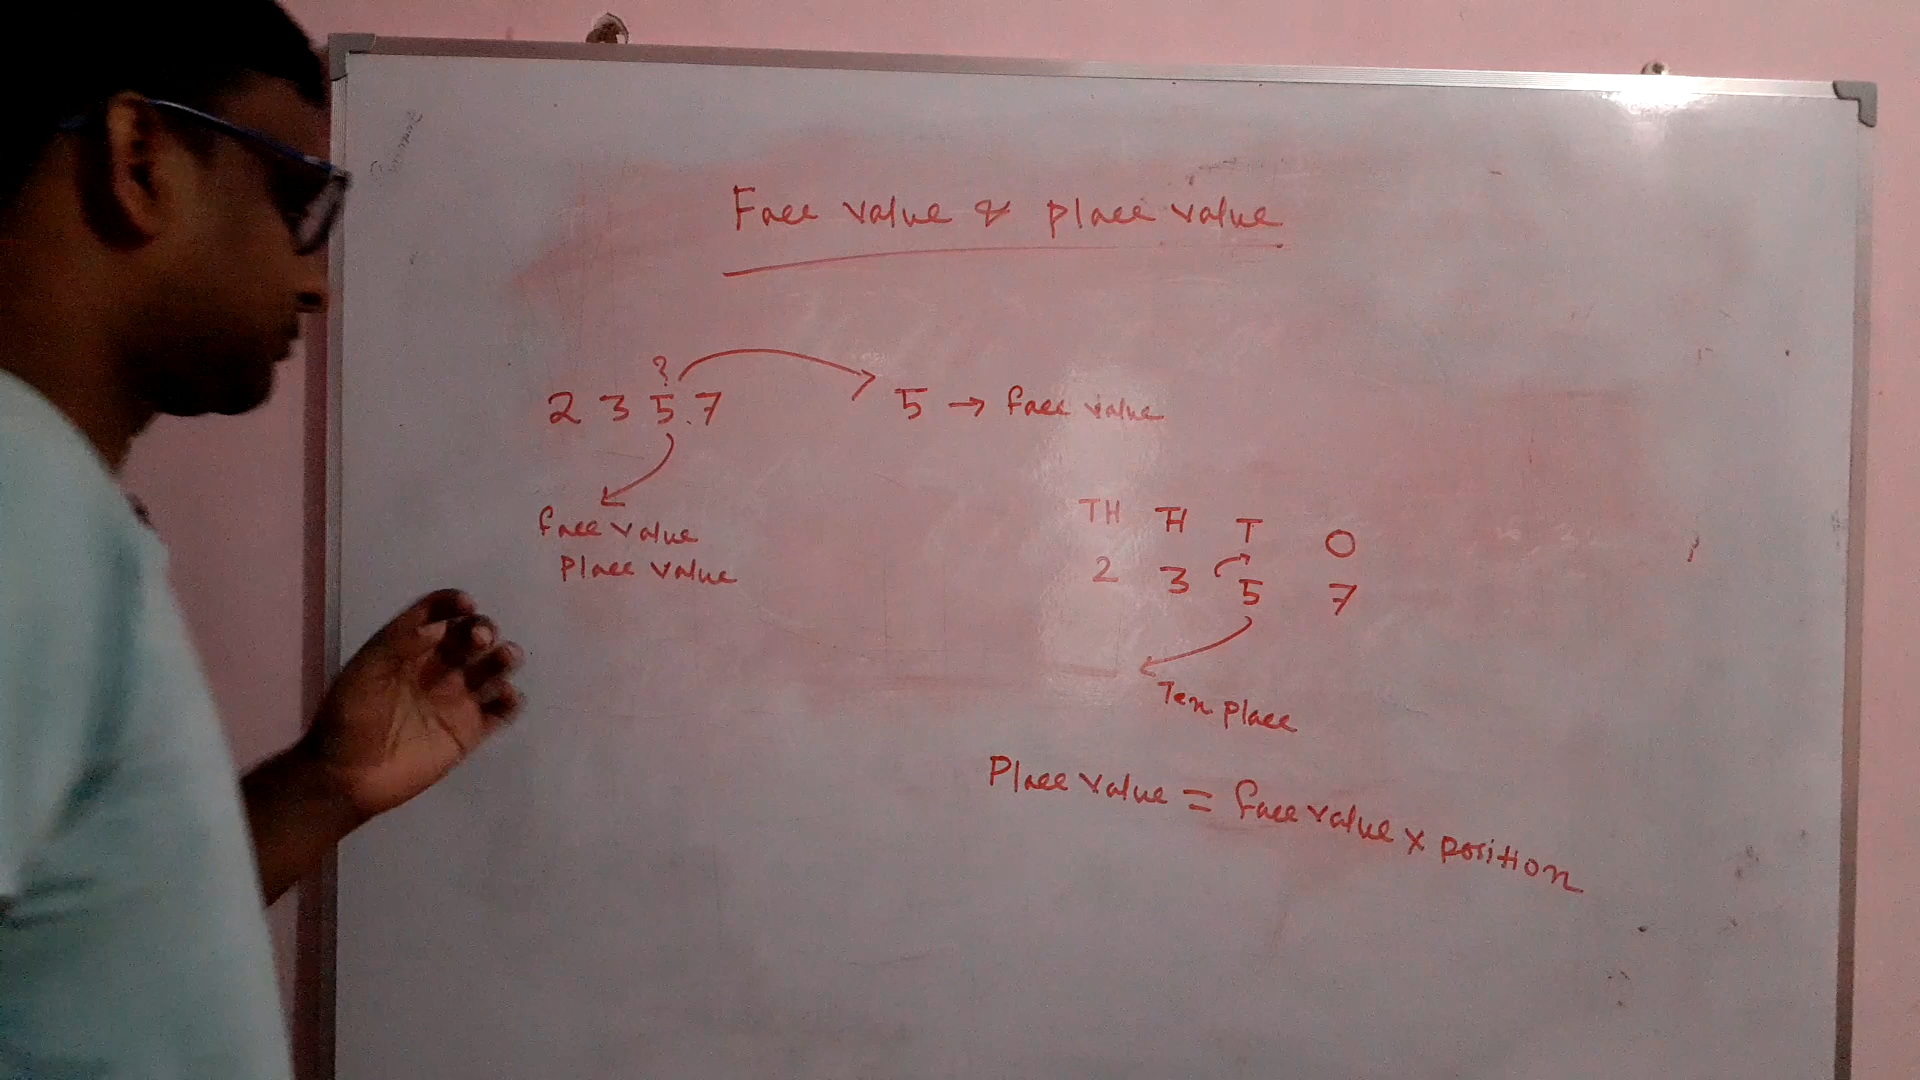 Face value & place value
?
2 3 5 7
5 → face value
face value
place value
TH H T O
2 3 5 7
Ten place
Place value = face value x position